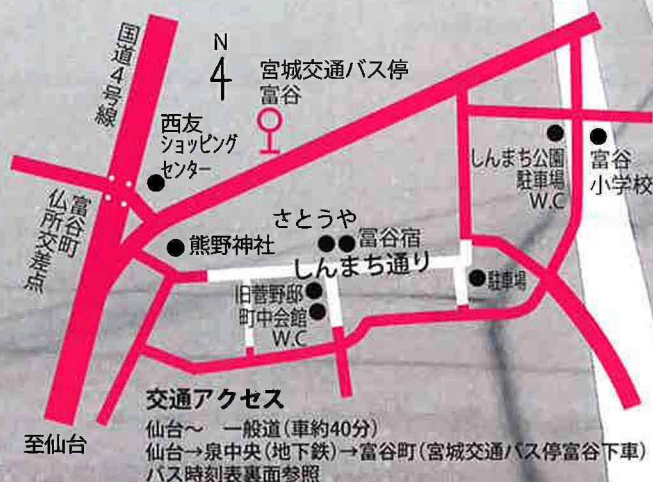 国道4号線
N
宮城交通バス停
富谷
西友
ショッピング
センター
富谷町
仏所交差点
熊野神社
さとうや
富谷宿
しんまち通り
旧菅野邸
町中会館
W.C
駐車場
しんまち公園
駐車場
W.C
富谷
小学校
至仙台
交通アクセス
仙台～　一般道(車約40分)
仙台→泉中央(地下鉄)→富谷町(宮城交通バス停富谷下車)
バス時刻表裏面参照